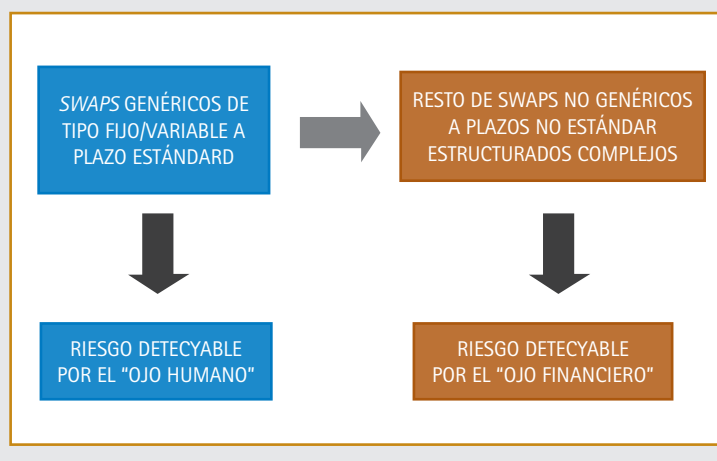 SWAPS GENÉRICOS DE
TIPO FIJO/VARIABLE A
PLAZO ESTÁNDARD
RESTO DE SWAPS NO GENÉRICOS
A PLAZOS NO ESTÁNDAR
ESTRUCTURADOS COMPLEJOS
RIESGO DETECYABLE
POR EL “OJO HUMANO”
RIESGO DETECYABLE
POR EL “OJO FINANCIERO”